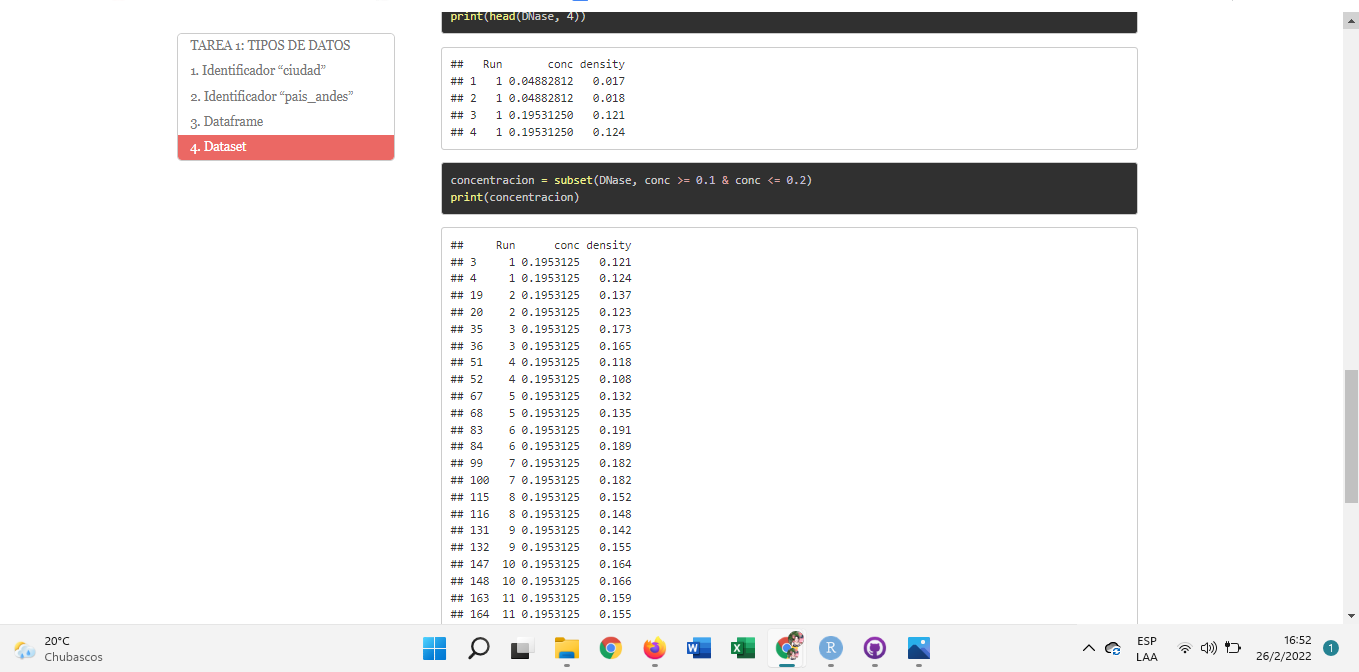 print(head(DNase, 4))
TAREA 1: TIPOS DE DATOS
1. Identificador “ciudad”
2. Identificador “pais_andes”
3. Dataframe
4. Dataset
##   Run       conc density
## 1   1 0.04882812   0.017
## 2   1 0.04882812   0.018
## 3   1 0.19531250   0.121
## 4   1 0.19531250   0.124
concentracion = subset(DNase, conc >= 0.1 & conc <= 0.2)
print(concentracion)
##     Run      conc density
## 3     1 0.1953125   0.121
## 4     1 0.1953125   0.124
## 19    2 0.1953125   0.137
## 20    2 0.1953125   0.123
## 35    3 0.1953125   0.173
## 36    3 0.1953125   0.165
## 51    4 0.1953125   0.118
## 52    4 0.1953125   0.108
## 67    5 0.1953125   0.132
## 68    5 0.1953125   0.135
## 83    6 0.1953125   0.191
## 84    6 0.1953125   0.189
## 99    7 0.1953125   0.182
## 100   7 0.1953125   0.182
## 115   8 0.1953125   0.152
## 116   8 0.1953125   0.148
## 131   9 0.1953125   0.142
## 132   9 0.1953125   0.155
## 147  10 0.1953125   0.164
## 148  10 0.1953125   0.166
## 163  11 0.1953125   0.159
## 164  11 0.1953125   0.155
20°C
Chubascos
W
X
R
ESP
LAA
16:52
26/2/2022
1